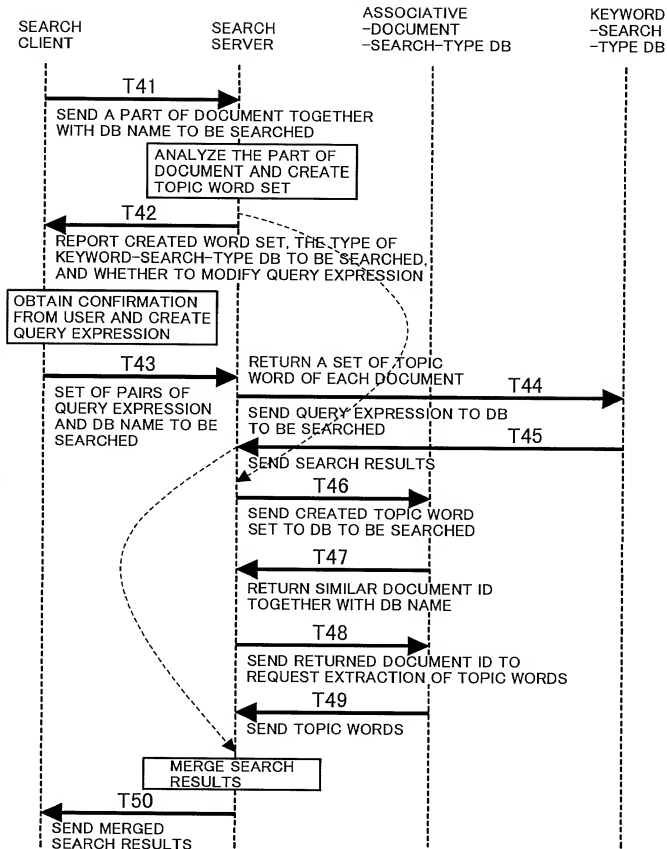 SEARCH
CLIENT
SEARCH
SERVER
ASSOCIATIVE
-DOCUMENT
-SEARCH-TYPE DB
KEYWORD
-SEARCH
-TYPE DB
T41
SEND A PART OF DOCUMENT TOGETHER
WITH DB NAME TO BE SEARCHED
ANALYZE THE PART OF
DOCUMENT AND CREATE
TOPIC WORD SET
T42
REPORT CREATED WORD SET, THE TYPE OF
KEYWORD-SEARCH-TYPE DB TO BE SEARCHED,
AND WHETHER TO MODIFY QUERY EXPRESSION
OBTAIN CONFIRMATION
FROM USER AND CREATE
QUERY EXPRESSION
T43
SET OF PAIRS OF
QUERY EXPRESSION
AND DB NAME TO BE
SEARCHED
RETURN A SET OF TOPIC
WORD OF EACH DOCUMENT
T44
SEND QUERY EXPRESSION TO DB
TO BE SEARCHED
T45
SEND SEARCH RESULTS
T46
SEND CREATED TOPIC WORD
SET TO DB TO BE SEARCHED
T47
RETURN SIMILAR DOCUMENT ID
TOGETHER WITH DB NAME
T48
SEND RETURNED DOCUMENT ID TO
REQUEST EXTRACTION OF TOPIC WORDS
T49
SEND TOPIC WORDS
MERGE SEARCH
RESULTS
T50
SEND MERGED
SEARCH RESULTS